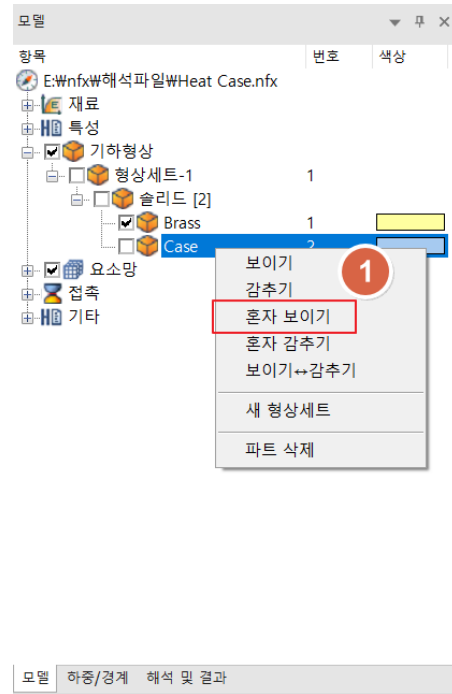 모델
항목 번호 색상
E:₩nfx₩해석파일₩Heat Case.nfx
재료
특성
기하형상
형상세트-1 1
솔리드 [2]
Brass 1
Case 2
보이기
1
감추기
혼자 보이기
혼자 감추기
보이기↔감추기
새 형상세트
파트 삭제
요소망
접촉
기타
모델 하중/경계 해석 및 결과